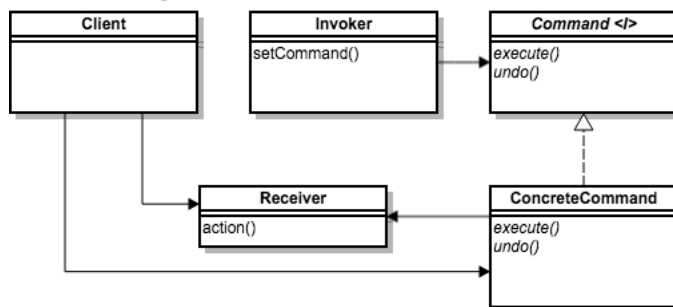 Client
Invoker
setCommand()
Command <I>
execute()
undo()
Receiver
action()
ConcreteCommand
execute()
undo()